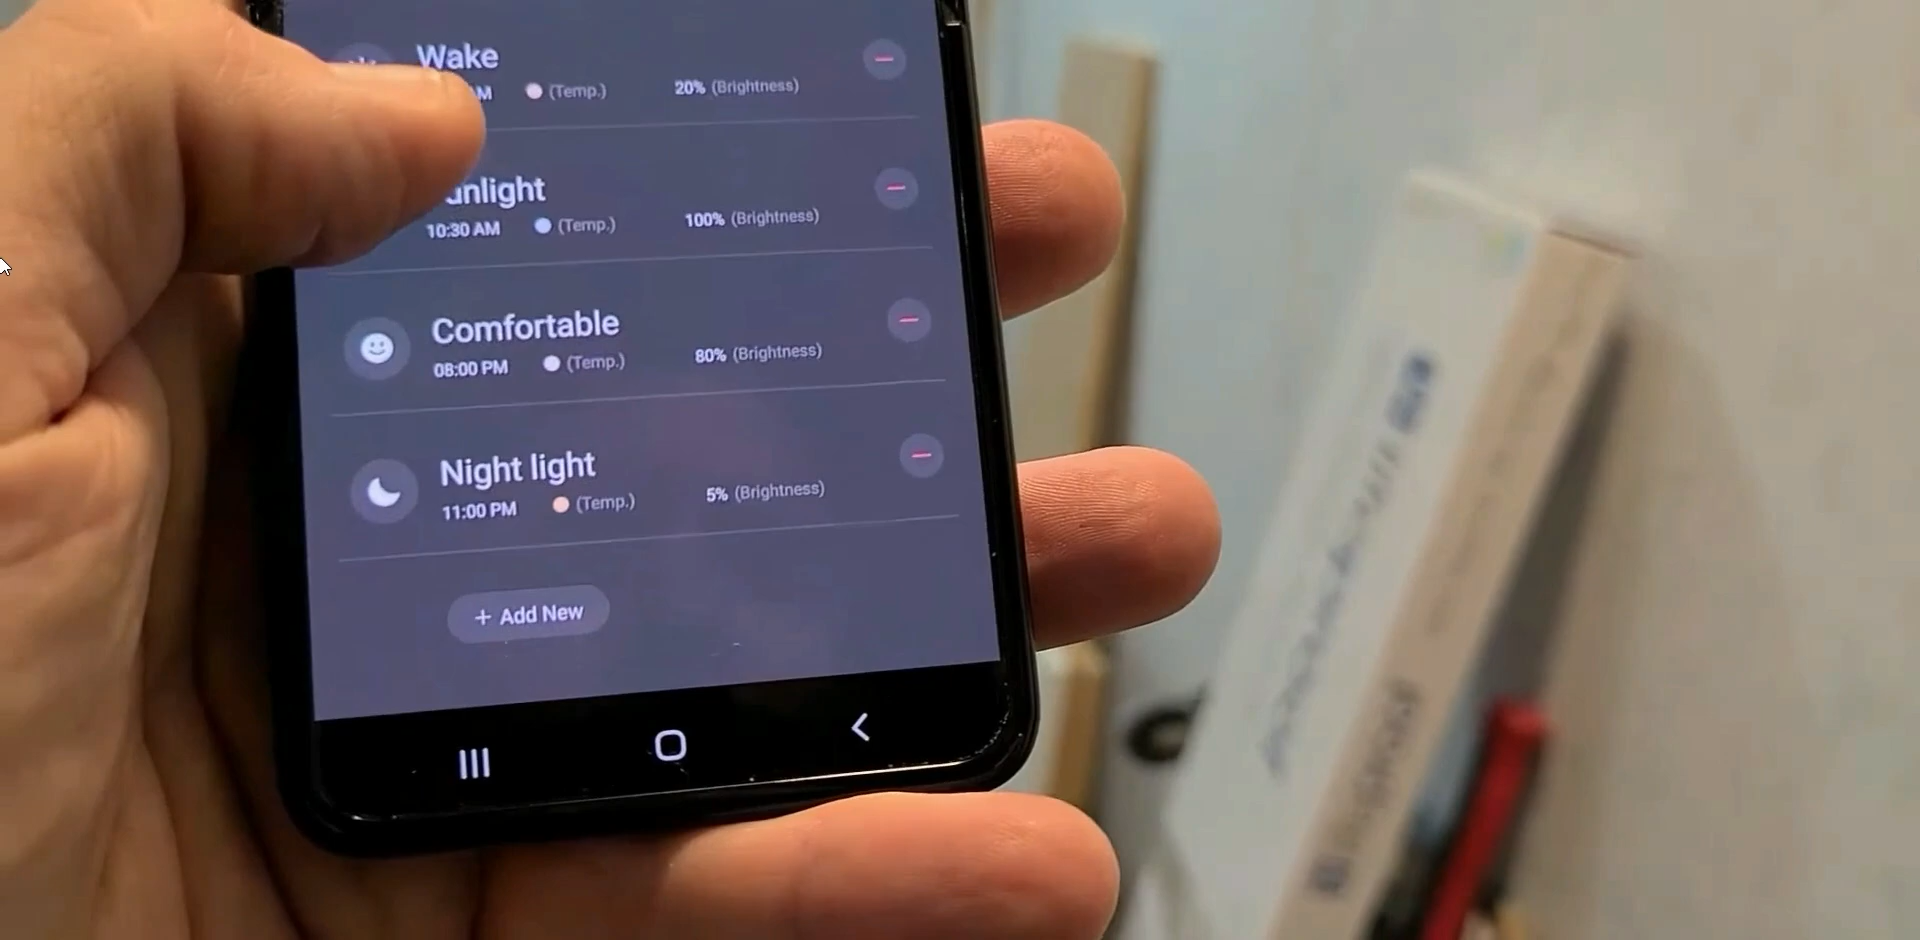 Wake
(Temp.) 20% (Brightness)
10:30 AM (Temp.) 100% (Brightness)
Comfortable
08:00 PM (Temp.) 80% (Brightness)
Night light
11:00 PM (Temp.) 5% (Brightness)
+ Add New